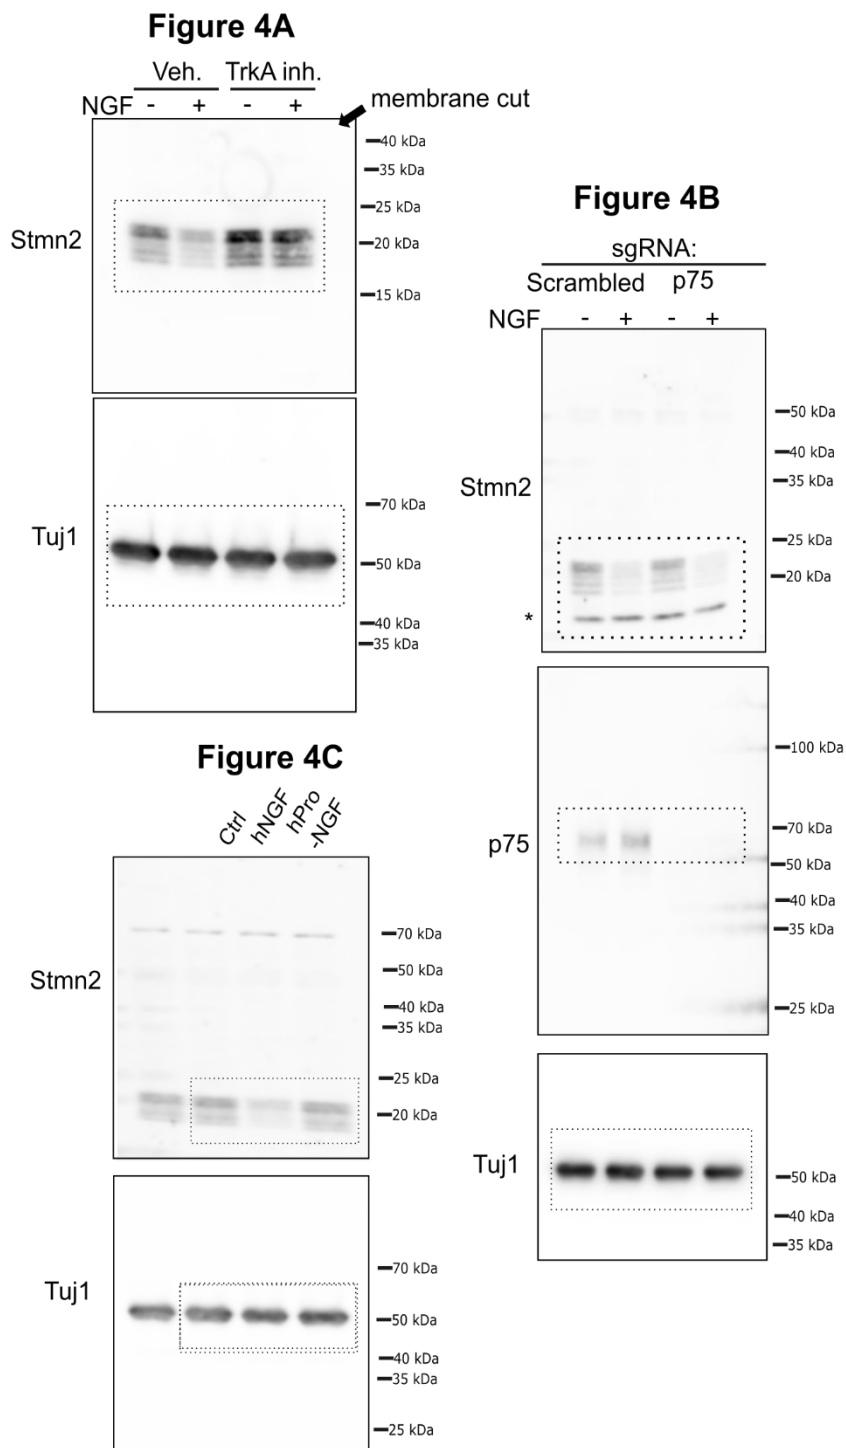 Figure 4A
Veh. TrkA inh.
NGF - + - +
membrane cut
40 kDa
35 kDa
25 kDa
Stmn2
20 kDa
15 kDa
70 kDa
Tuj1
50 kDa
40 kDa
35 kDa
Figure 4B
sgRNA:
Scrambled p75
NGF - + - +
50 kDa
40 kDa
Stmn2
35 kDa
25 kDa
20 kDa
*
100 kDa
70 kDa
p75
50 kDa
40 kDa
35 kDa
25 kDa
Tuj1
50 kDa
40 kDa
35 kDa
Figure 4C
Ctrl
hNGF
hPro
-NGF
70 kDa
Stmn2
50 kDa
40 kDa
35 kDa
25 kDa
20 kDa
70 kDa
Tuj1
50 kDa
40 kDa
35 kDa
25 kDa